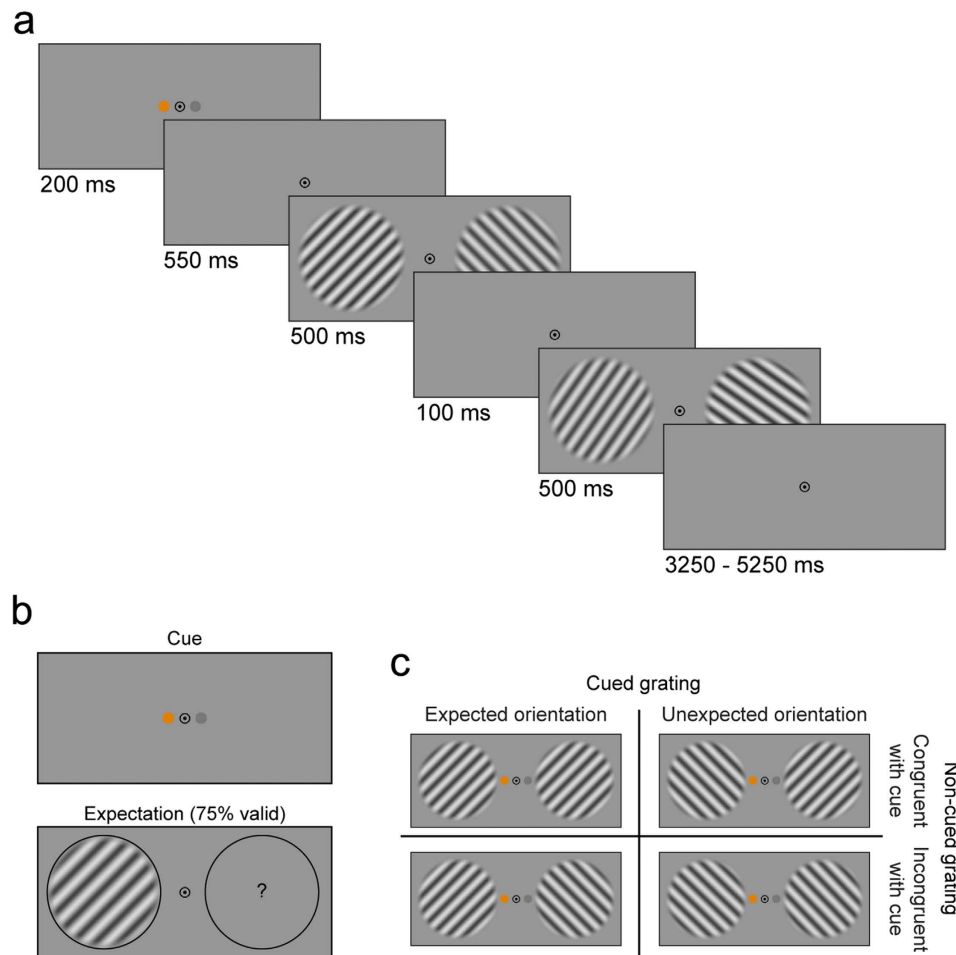 a
200 ms
550 ms
500 ms
100 ms
500 ms
3250 - 5250 ms
b
Cue
Expectation (75% valid)
?
c
Cued grating
Expected orientation
Unexpected orientation
Congruent
with cue
Incongruent
with cue
Non-cued grating